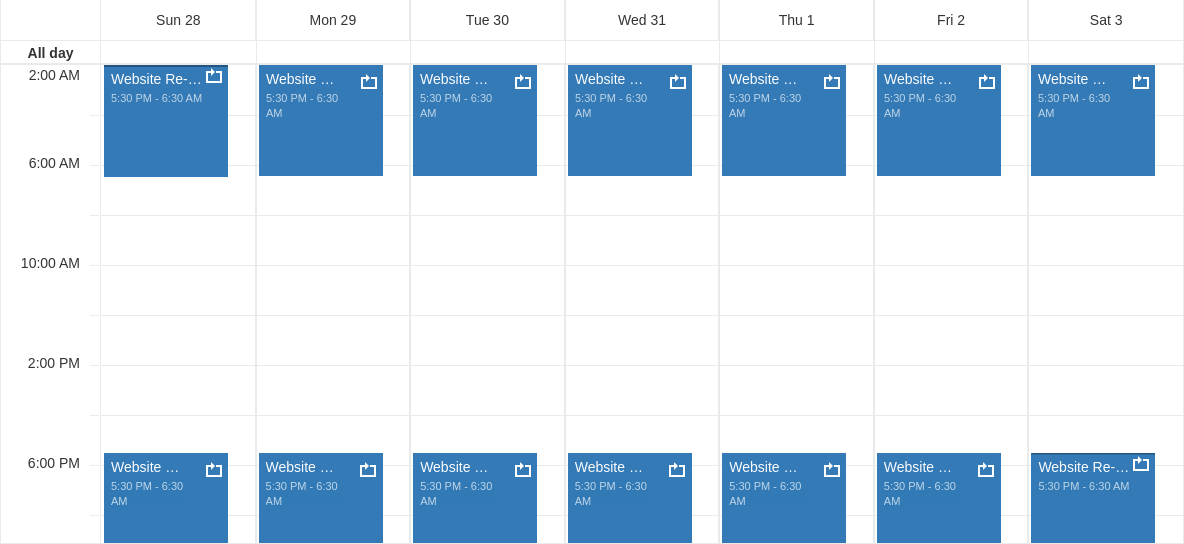 Sun 28
Mon 29
Tue 30
Wed 31
Thu 1
Fri 2
Sat 3
All day
2:00 AM
6:00 AM
10:00 AM
2:00 PM
6:00 PM
Website Re-…
5:30 PM - 6:30 AM
Website …
5:30 PM - 6:30
AM
Website …
5:30 PM - 6:30
AM
Website …
5:30 PM - 6:30
AM
Website …
5:30 PM - 6:30
AM
Website …
5:30 PM - 6:30
AM
Website …
5:30 PM - 6:30
AM
Website …
5:30 PM - 6:30
AM
Website …
5:30 PM - 6:30
AM
Website …
5:30 PM - 6:30
AM
Website …
5:30 PM - 6:30
AM
Website …
5:30 PM - 6:30
AM
Website …
5:30 PM - 6:30
AM
Website Re-…
5:30 PM - 6:30 AM